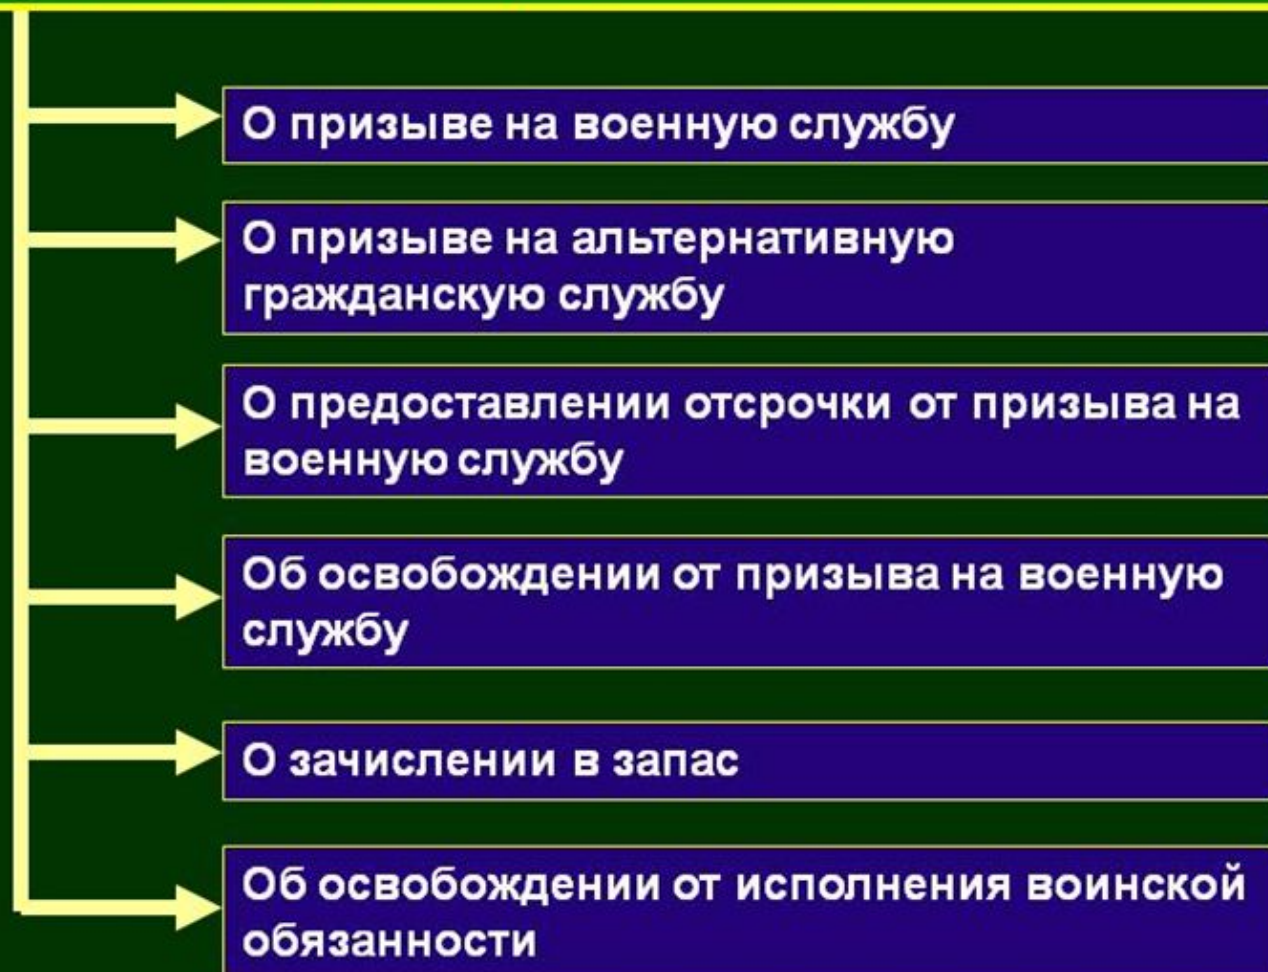 О призыве на военную службу
О призыве на альтернативную
гражданскую службу
О предоставлении отсрочки от призыва на
военную службу
Об освобождении от призыва на военную
службу
О зачислении в запас
Об освобождении от исполнения воинской
обязанности